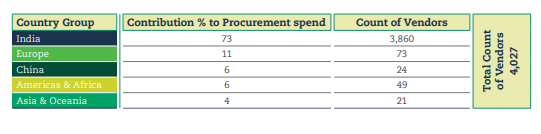 Country Group Contribution % to Procurement spend Count of Vendors
India 73 3,860
Europe 11 73
China 6 24
Americas & Africa 6 49
Asia & Oceania 4 21
Total Count
of Vendors
4,027